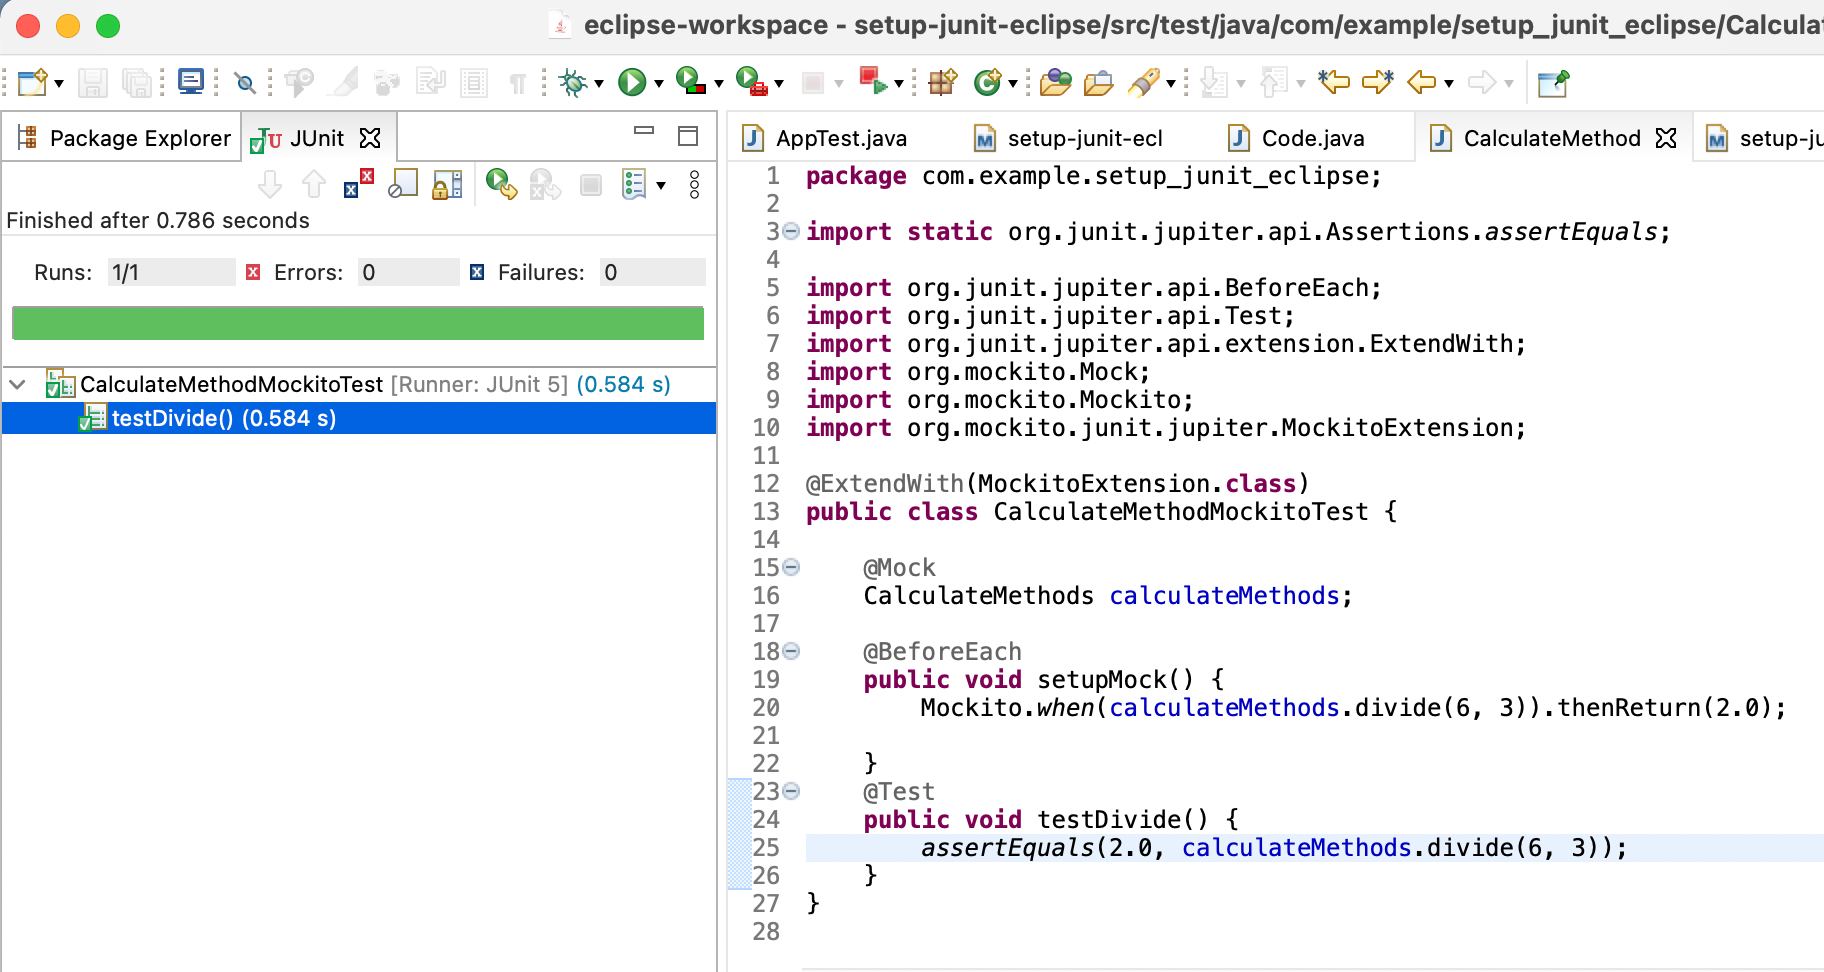 eclipse-workspace - setup-junit-eclipse/src/test/java/com/example/setup_junit_eclipse/Calcula
Package Explorer
JUnit
Finished after 0.786 seconds
Runs: 1/1 Errors: 0 Failures: 0
CalculateMethodMockitoTest [Runner: JUnit 5] (0.584 s)
testDivide() (0.584 s)
AppTest.java
setup-junit-ecl
Code.java
CalculateMethod
setup-ju
1 package com.example.setup_junit_eclipse;
2
3 import static org.junit.jupiter.api.Assertions.assertEquals;
4
5 import org.junit.jupiter.api.BeforeEach;
6 import org.junit.jupiter.api.Test;
7 import org.junit.jupiter.api.extension.ExtendWith;
8 import org.mockito.Mock;
9 import org.mockito.Mockito;
10 import org.mockito.junit.jupiter.MockitoExtension;
11
12 @ExtendWith(MockitoExtension.class)
13 public class CalculateMethodMockitoTest {
14
15 @Mock
16 CalculateMethods calculateMethods;
17
18 @BeforeEach
19 public void setupMock() {
20 Mockito.when(calculateMethods.divide(6, 3)).thenReturn(2.0);
21
22 }
23 @Test
24 public void testDivide() {
25 assertEquals(2.0, calculateMethods.divide(6, 3));
26 }
27 }
28